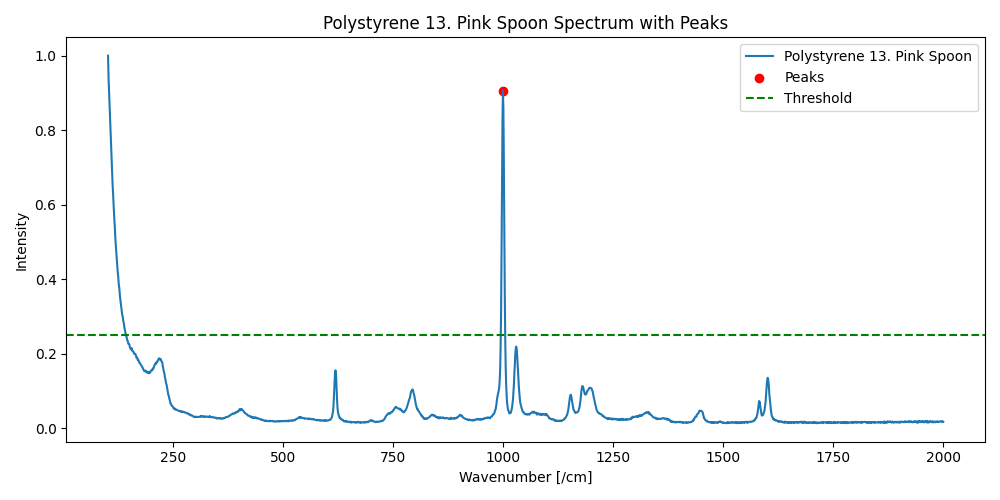 Polystyrene 13. Pink Spoon Spectrum with Peaks
Polystyrene 13. Pink Spoon
Peaks
Threshold
Intensity
1.0
0.8
0.6
0.4
0.2
0.0
250 500 750 1000 1250 1500 1750 2000
Wavenumber [/cm]